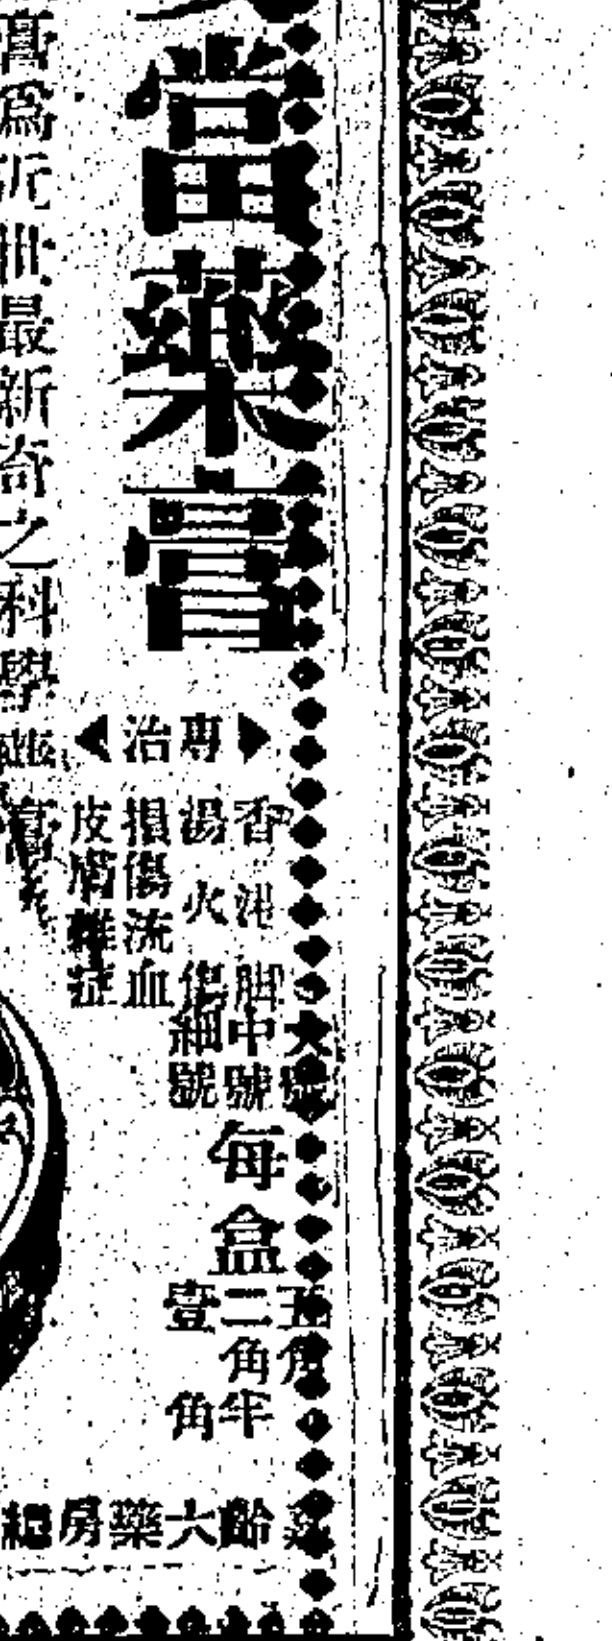 當藥膏
專治
香港脚
湯火傷
損傷流血
皮膚雜症
大號
中號
細號
每盒
五角
二角半
壹角
為近世最新奇之科學
齡大藥房總